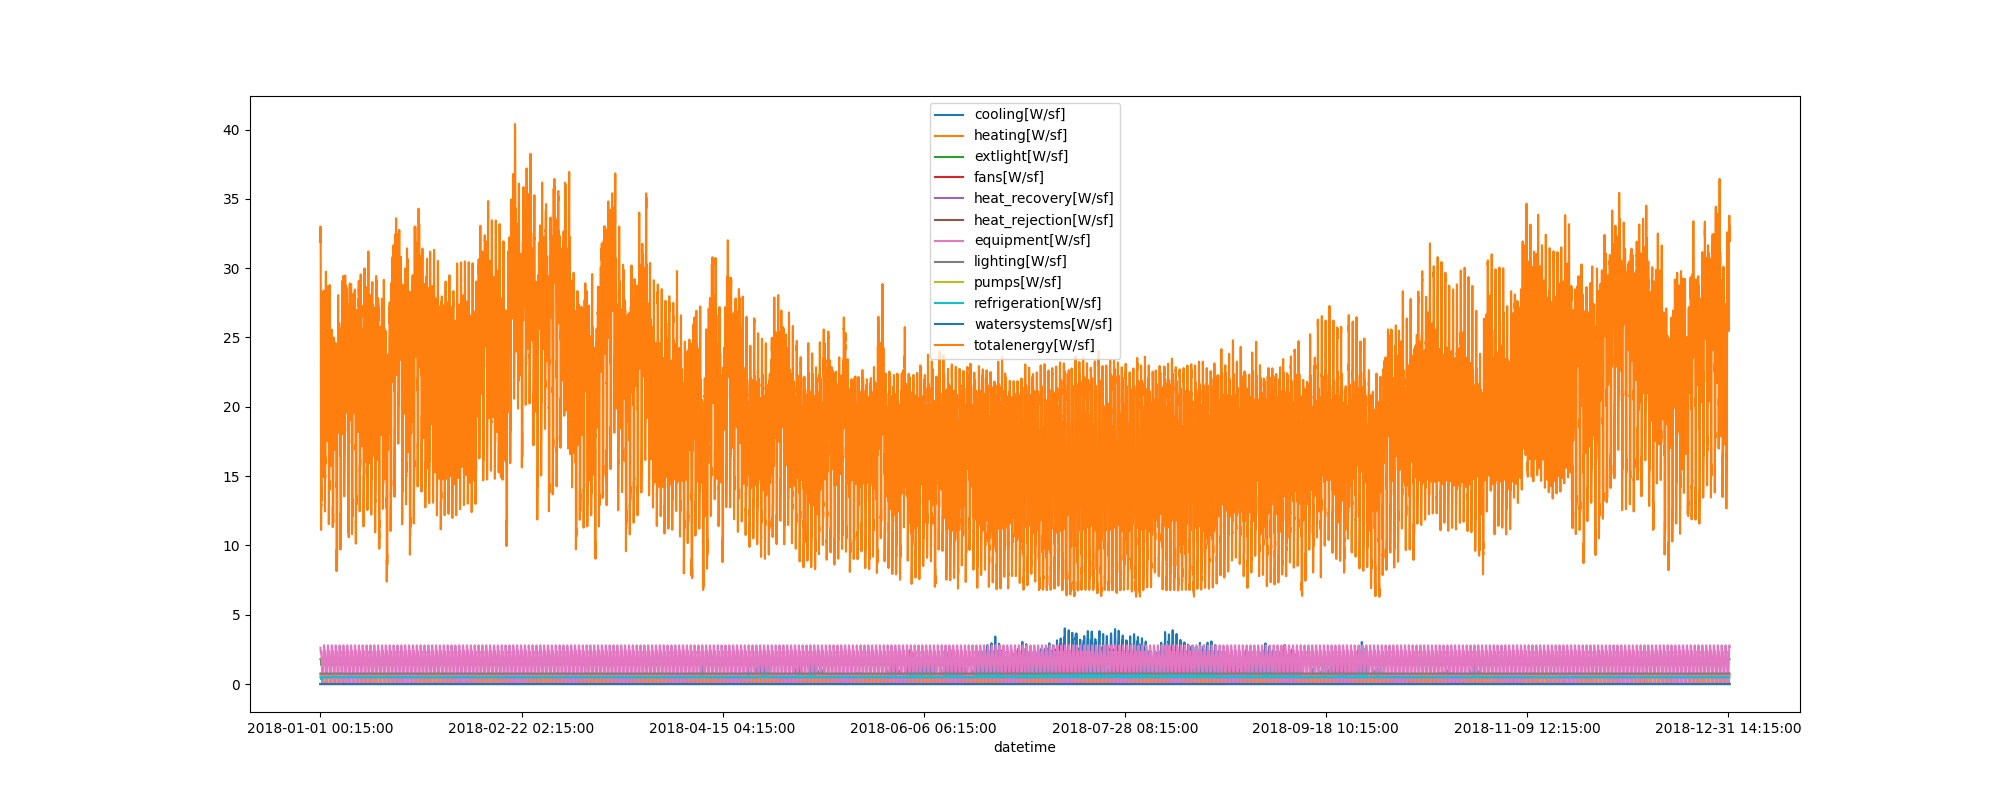 40
35
30
25
20
15
10
5
0
cooling[W/sf]
heating[W/sf]
extlight[W/sf]
fans[W/sf]
heat_recovery[W/sf]
heat_rejection[W/sf]
equipment[W/sf]
lighting[W/sf]
pumps[W/sf]
refrigeration[W/sf]
watersystems[W/sf]
totalenergy[W/sf]
2018-01-01 00:15:00 2018-02-22 02:15:00 2018-04-15 04:15:00 2018-06-06 06:15:00 2018-07-28 08:15:00 2018-09-18 10:15:00 2018-11-09 12:15:00 2018-12-31 14:15:00
datetime